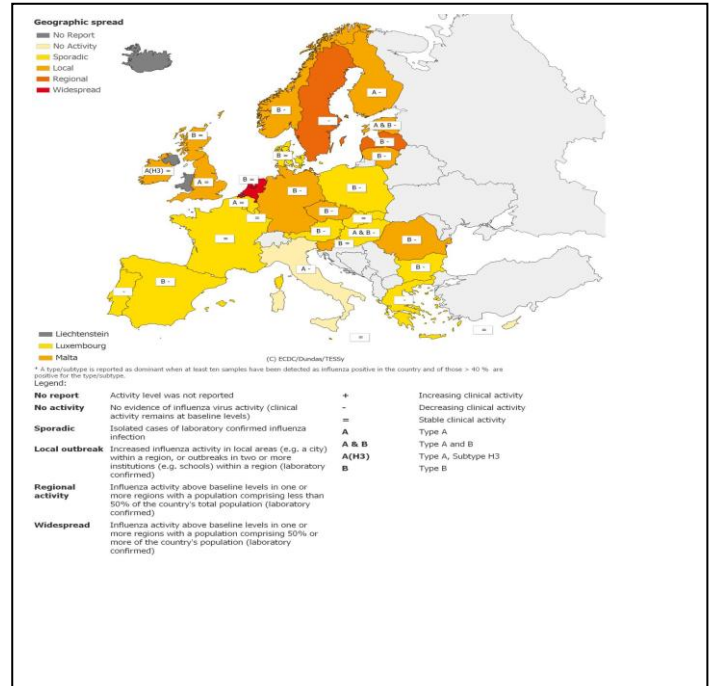 Geographic spread
No Report
No Activity
Sporadic
Local
Regional
Widespread
A -
B -
-
A & B -
B =
B -
B -
A(H3) =
B =
A =
B =
B -
B -
A =
B -
=
=
B -
A & B -
=
B =
B -
B -
A -
B -
-
-
=
=
Liechtenstein
Luxembourg
Malta
(C) ECDC/Dundas/TESSy
* A type/subtype is reported as dominant when at least ten samples have been detected as influenza positive in the country and of those > 40 % are
positive for the type/subtype.
Legend:
No report Activity level was not reported + Increasing clinical activity
No activity No evidence of influenza virus activity (clinical - Decreasing clinical activity
activity remains at baseline levels) = Stable clinical activity
Sporadic Isolated cases of laboratory confirmed influenza A Type A
infection A & B Type A and B
Local outbreak Increased influenza activity in local areas (e.g. a city) A(H3) Type A, Subtype H3
within a region, or outbreaks in two or more B Type B
institutions (e.g. schools) within a region (laboratory
confirmed)
Regional Influenza activity above baseline levels in one or
activity more regions with a population comprising less than
50% of the country's total population (laboratory
confirmed)
Widespread Influenza activity above baseline levels in one or
more regions with a population comprising 50% or
more of the country's population (laboratory
confirmed)